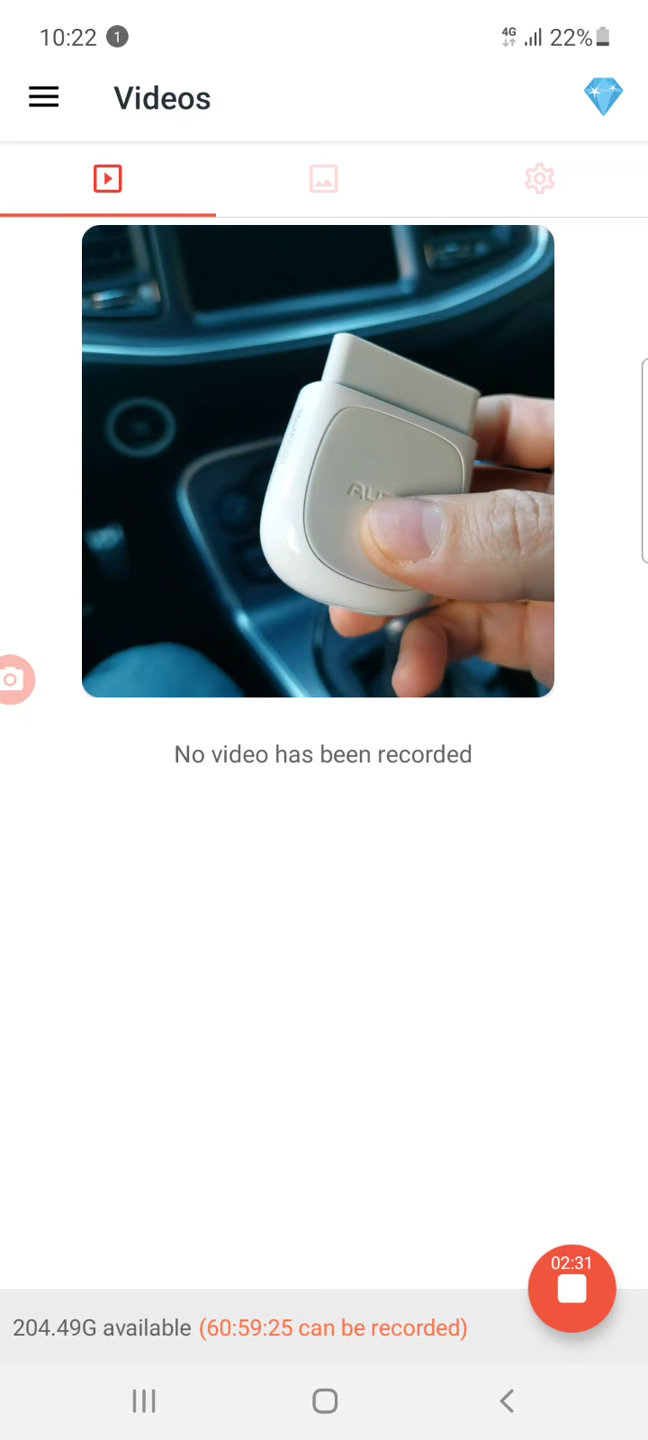 10:22 1 4G 22%
Videos
No video has been recorded
02:31
204.49G available (60:59:25 can be recorded)